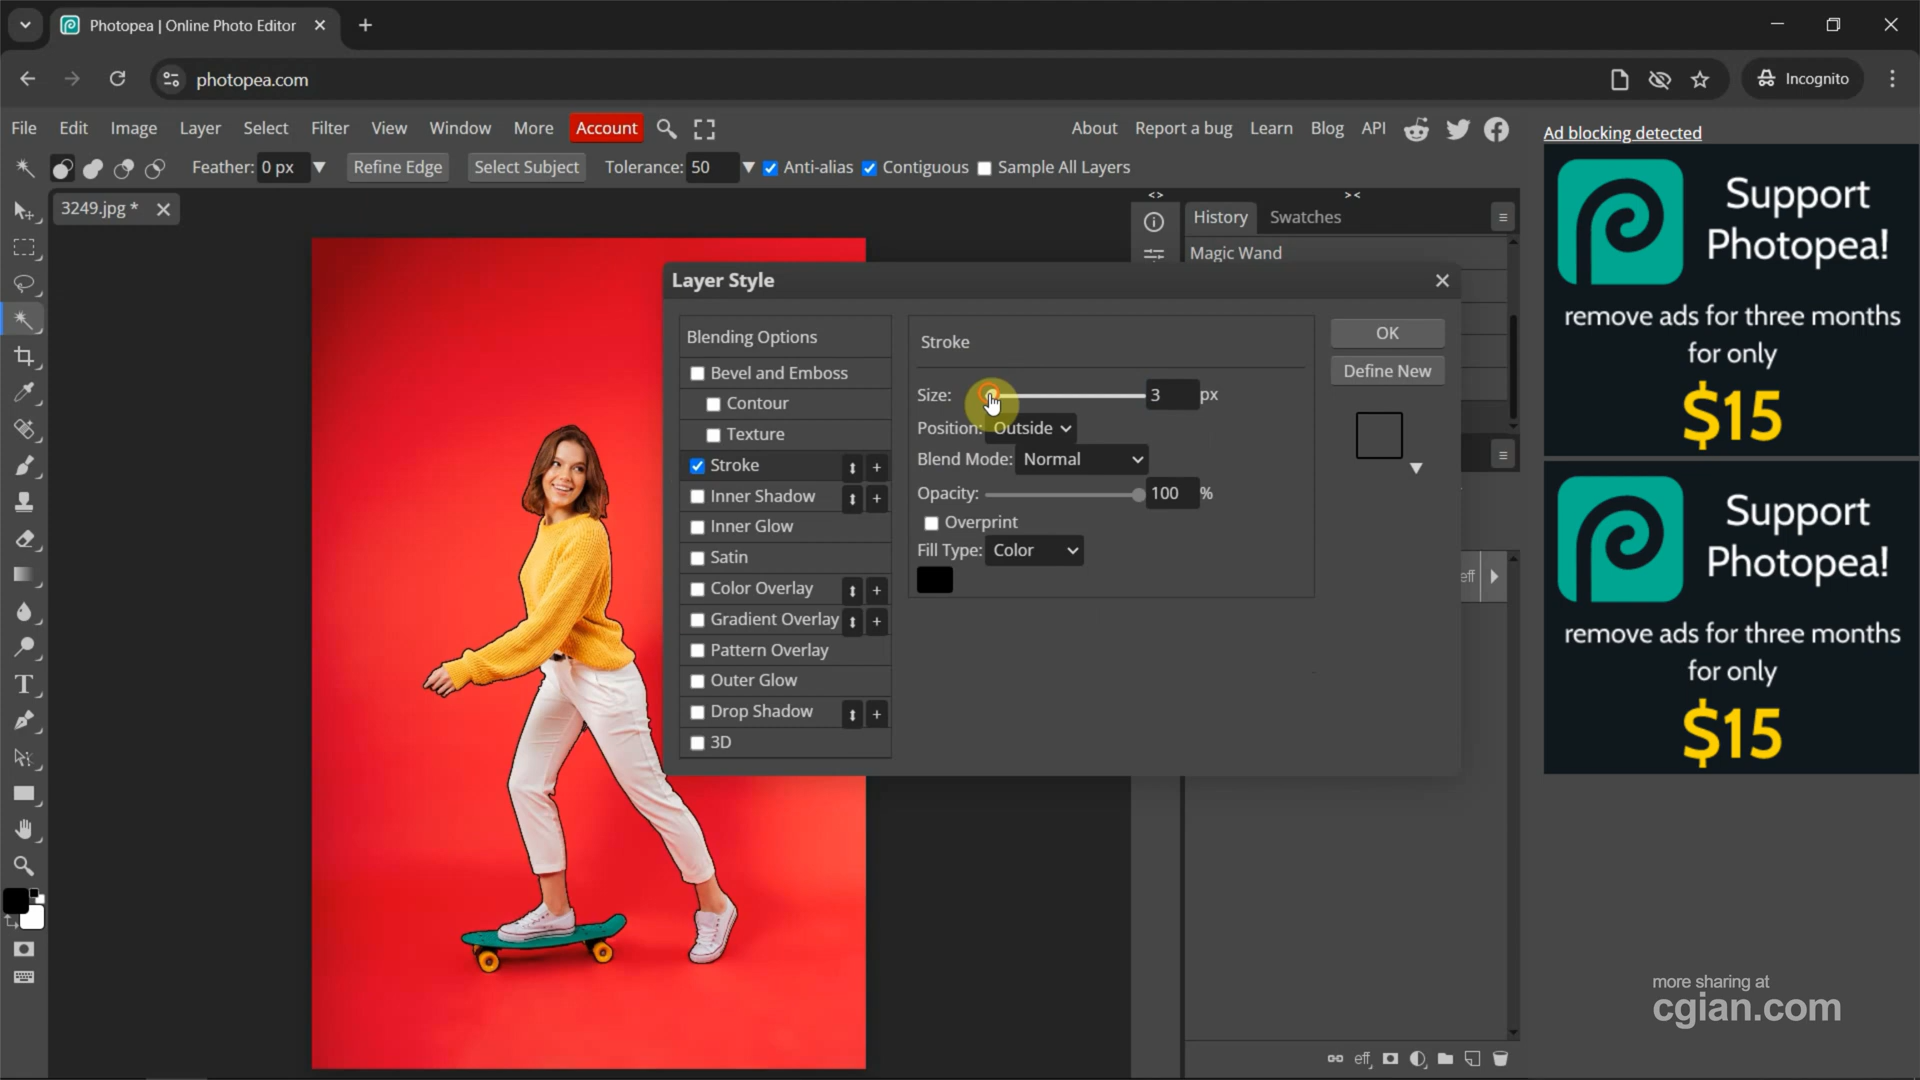 Photopea | Online Photo Editor
photopea.com
Incognito
File Edit Image Layer Select Filter View Window More Account
About Report a bug Learn Blog API
Feather: 0 px Refine Edge Select Subject Tolerance: 50 Anti-alias Contiguous Sample All Layers
3249.jpg *
History Swatches
Magic Wand
Layer Style
Blending Options
Bevel and Emboss
Contour
Texture
Stroke
Inner Shadow
Inner Glow
Satin
Color Overlay
Gradient Overlay
Pattern Overlay
Outer Glow
Drop Shadow
3D
Stroke
Size: 3 px
Position: Outside
Blend Mode: Normal
Opacity: 100 %
Overprint
Fill Type: Color
OK
Define New
eff
eff
Ad blocking detected
Support
Photopea!
remove ads for three months
for only
$15
Support
Photopea!
remove ads for three months
for only
$15
more sharing at
cgian.com